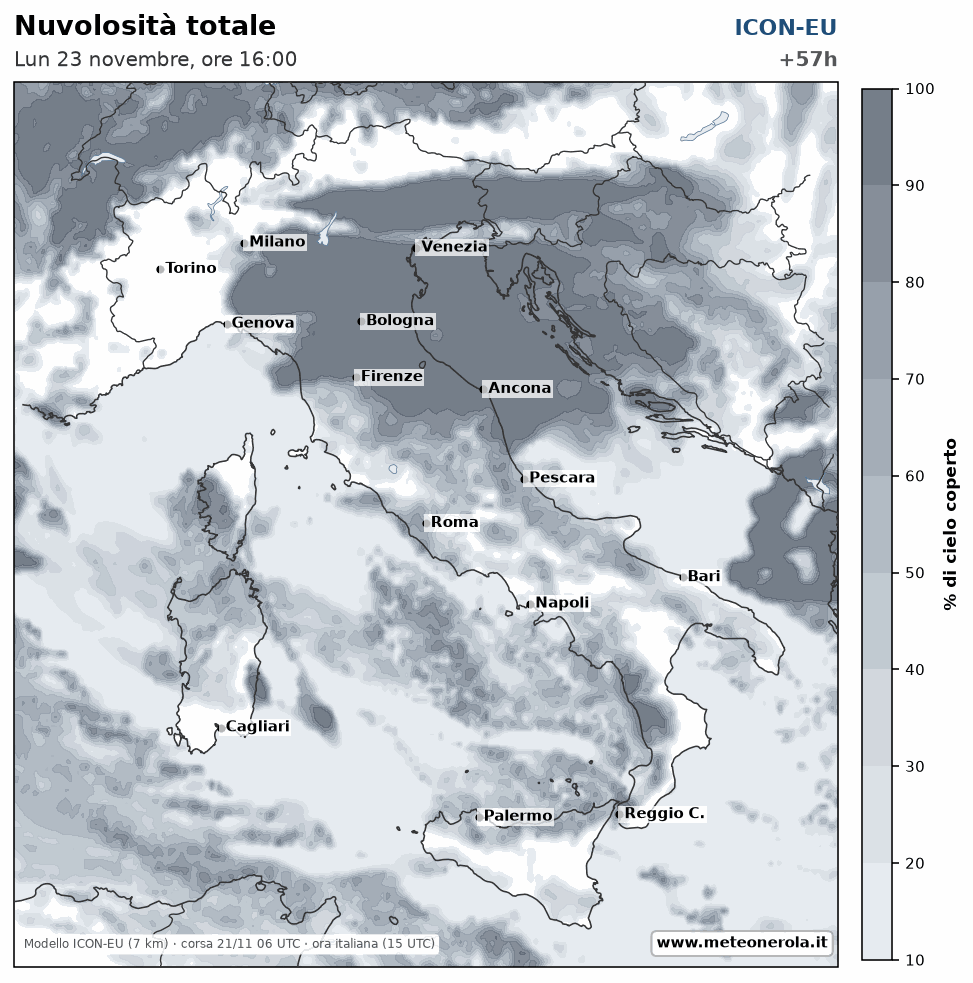 Nuvolosità totale
ICON-EU
Lun 23 novembre, ore 16:00
+57h
Milano
Venezia
Torino
Genova
Bologna
Firenze
Ancona
Pescara
Roma
Bari
Napoli
Cagliari
Palermo
Reggio C.
100
90
80
70
60
50
40
30
20
10
% di cielo coperto
Modello ICON-EU (7 km) · corsa 21/11 06 UTC · ora italiana (15 UTC)
www.meteonerola.it